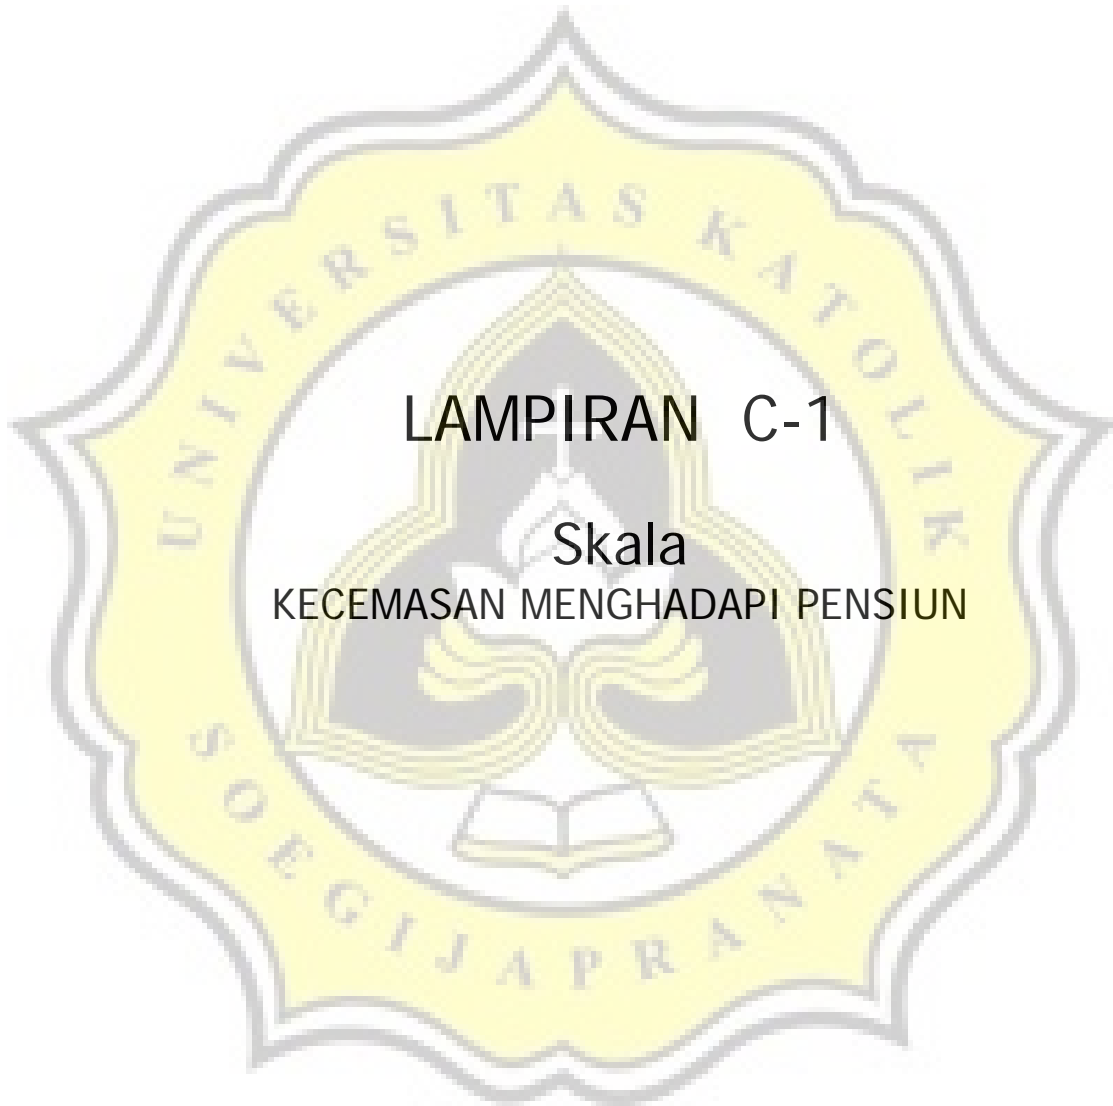 UNIVERSITAS KATOLIK
LAMPIRAN C-1
Skala
KECEMASAN MENGHADAPI PENSIUN
SOEGIJAPRANATA